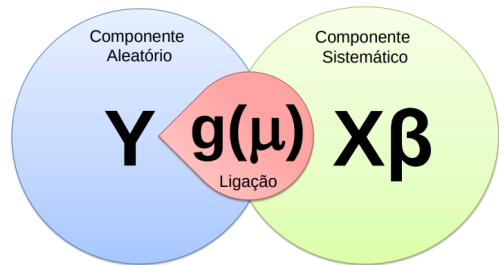 Componente
Aleatório
Y
g(μ)
Ligação
Componente
Sistemático
Xβ